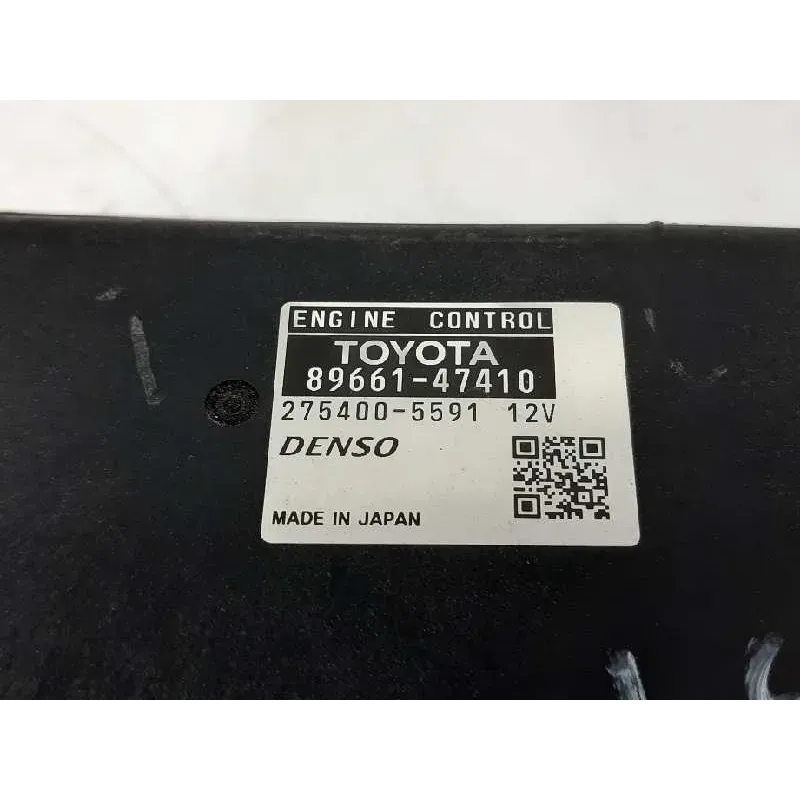 ENGINE CONTROL
TOYOTA
89661-47410
275400-5591 12V
DENSO
MADE IN JAPAN